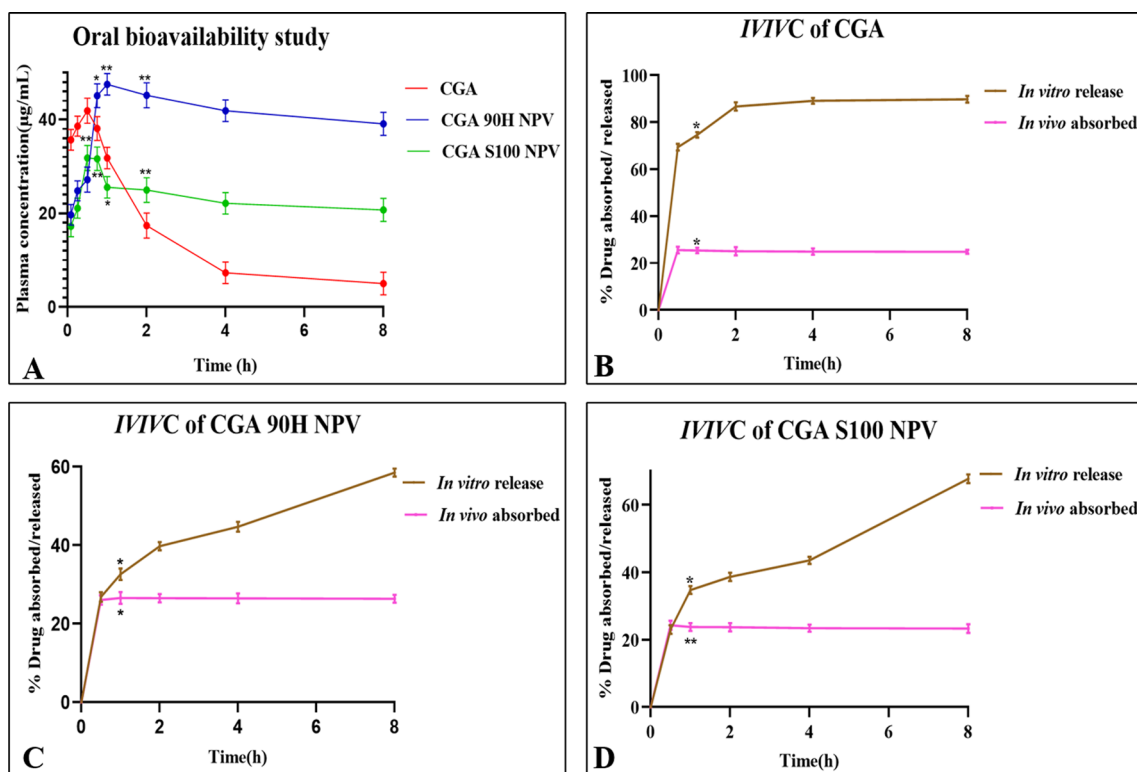 Oral bioavailability study
Plasma concentration(µg/mL)
40
20
0
0 2 4 6 8
Time (h)
* ** ** ** ** * **
CGA
CGA 90H NPV
CGA S100 NPV
A
IVIVC of CGA
% Drug absorbed/ released
100
80
60
40
20
0
0 2 4 6 8
Time(h)
*
*
In vitro release
In vivo absorbed
B
IVIVC of CGA 90H NPV
% Drug absorbed/released
60
40
20
0
0 2 4 6 8
Time(h)
*
*
In vitro release
In vivo absorbed
C
IVIVC of CGA S100 NPV
% Drug absorbed/released
60
40
20
0
0 2 4 6 8
Time(h)
*
**
In vitro release
In vivo absorbed
D